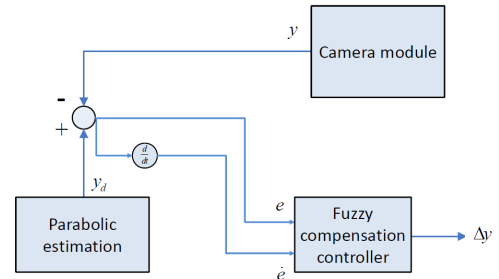 y
Camera module
-
+
d
dt
y_d
Parabolic
estimation
e
Fuzzy
compensation
controller
Δy
ė